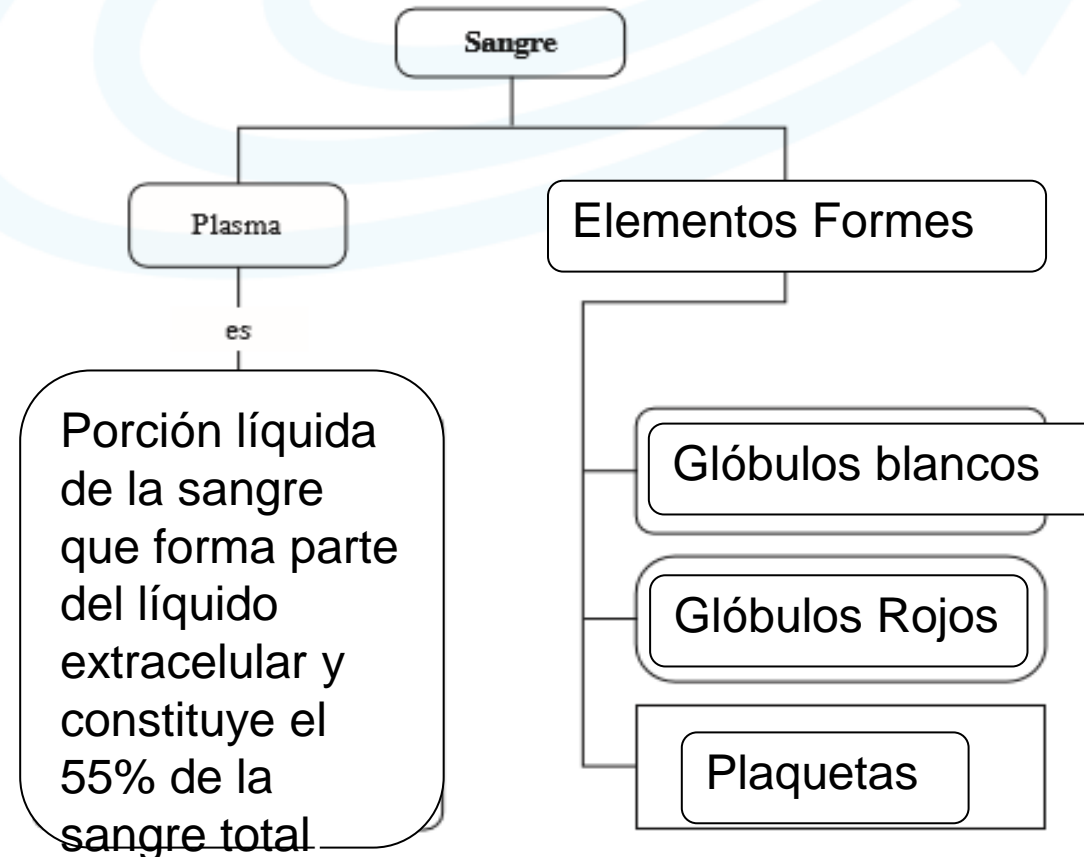 Sangre
Plasma
Elementos Formes
es
Porción líquida
de la sangre
que forma parte
del líquido
extracelular y
constituye el
55% de la
sangre total
Glóbulos blancos
Glóbulos Rojos
Plaquetas